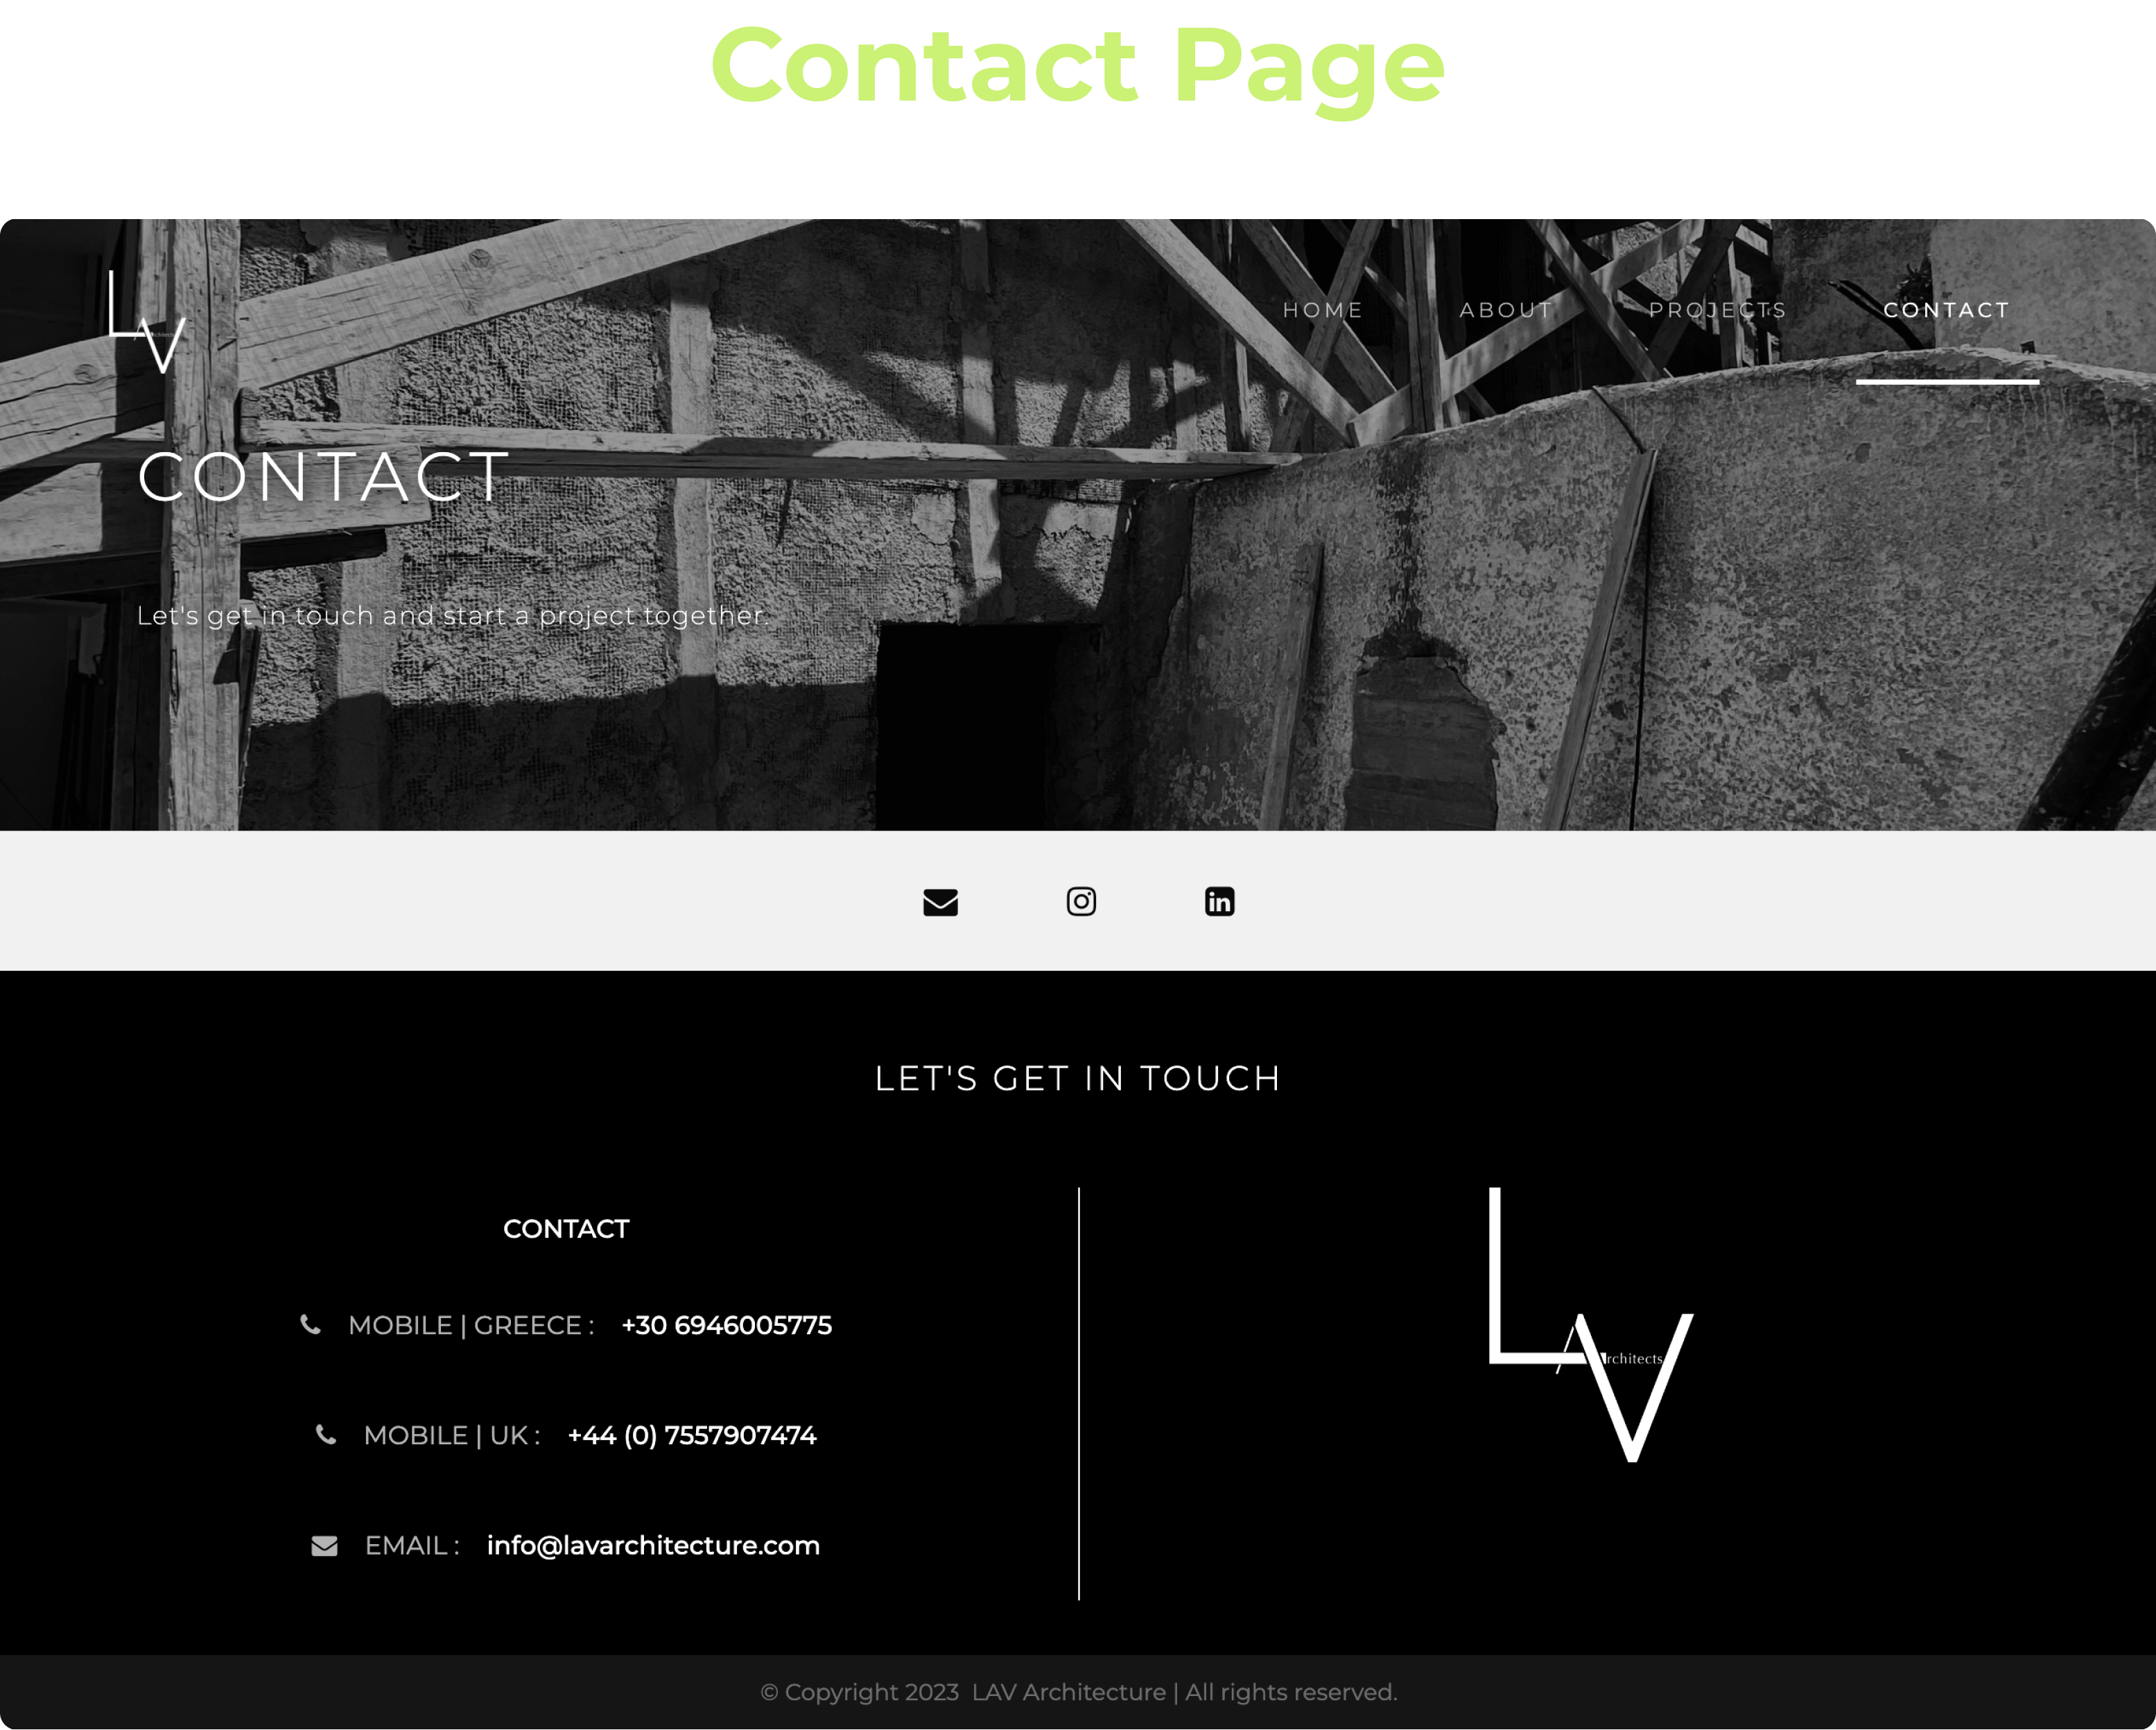 Contact Page
HOME ABOUT PROJECTS CONTACT
CONTACT
Let's get in touch and start a project together.
LET'S GET IN TOUCH
CONTACT
MOBILE | GREECE : +30 6946005775
MOBILE | UK : +44 (0) 7557907474
EMAIL : info@lavarchitecture.com
LAV
Architects
© Copyright 2023 LAV Architecture | All rights reserved.